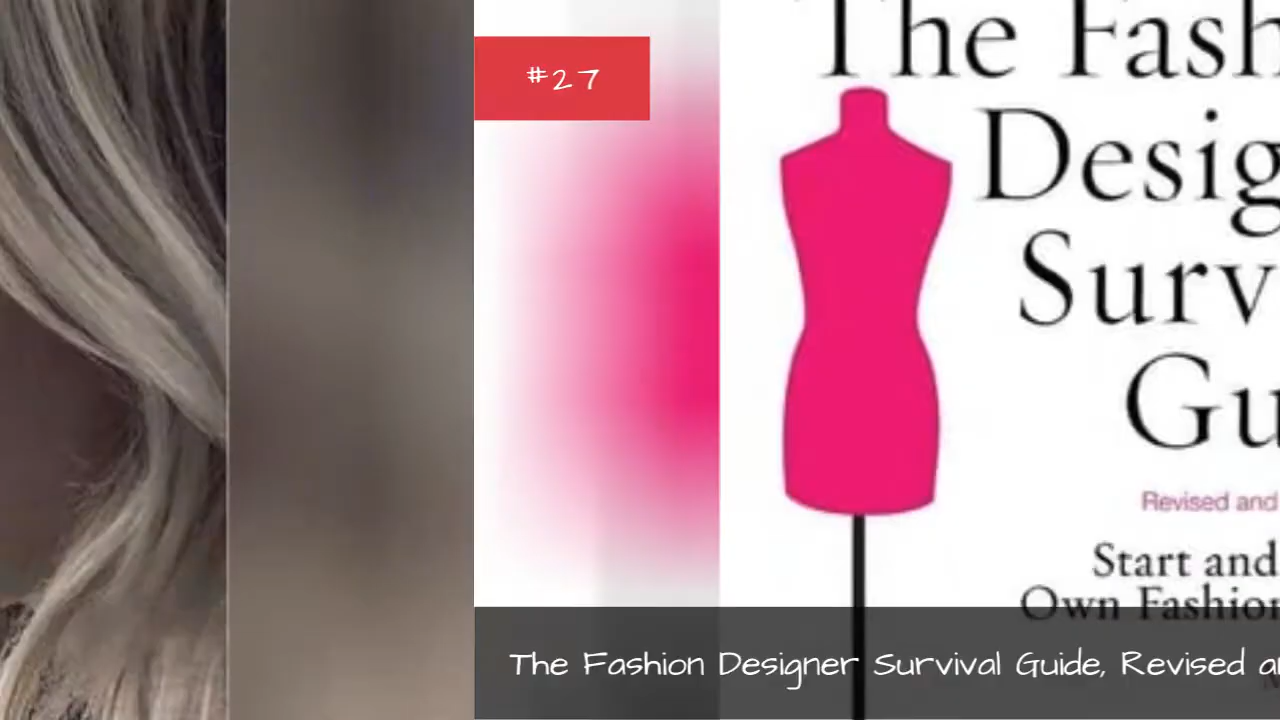 #27
The Fash
Desig
Surv
Gu
Revised and
Start and
Own Fashion
The Fashion Designer Survival Guide, Revised a